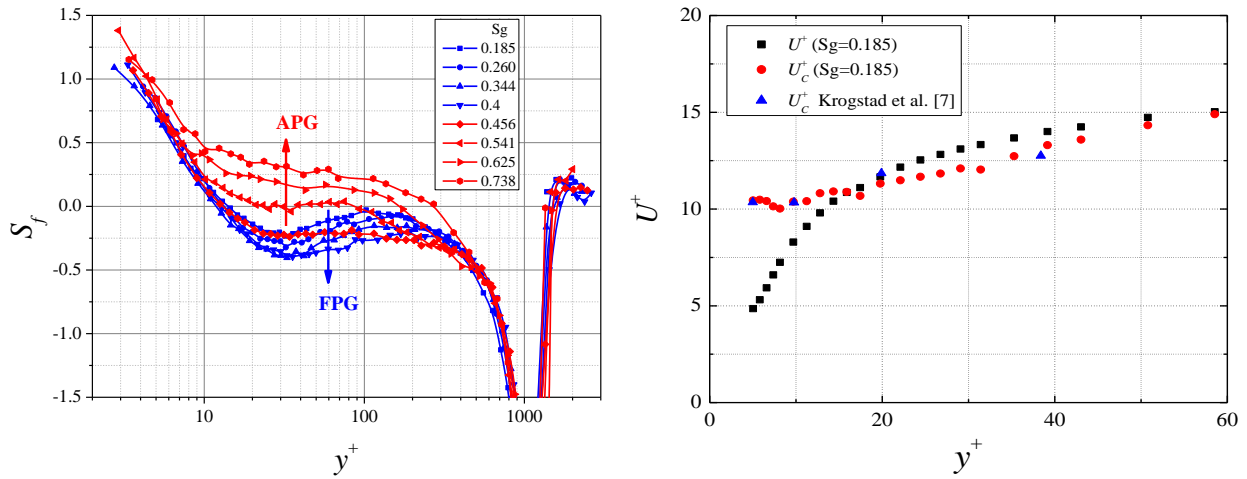 1.5
1.0
0.5
0.0
-0.5
-1.0
-1.5
S_f
10
100
1000
y^+
Sg
0.185
0.260
0.344
0.4
0.456
0.541
0.625
0.738
APG
FPG
20
15
10
5
0
U^+
0
20
40
60
y^+
U^+ (Sg=0.185)
U_C^+ (Sg=0.185)
U_C^+ Krogstad et al. [7]